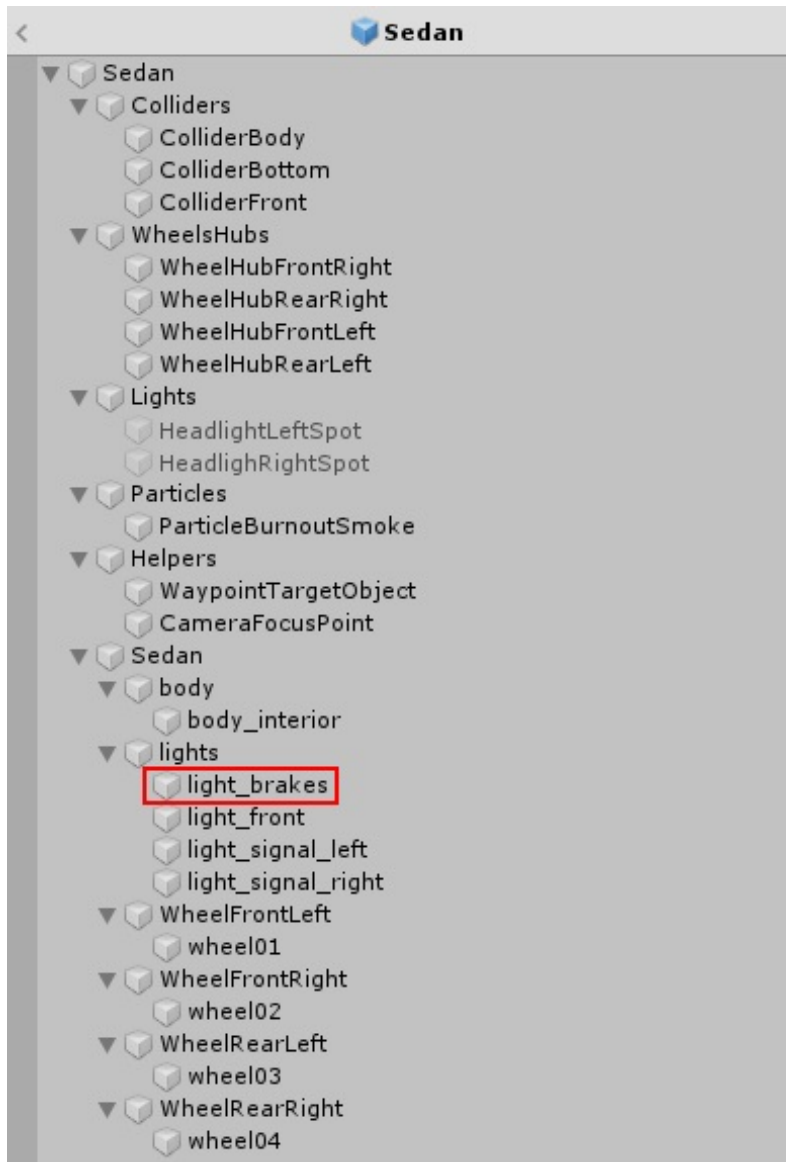 Sedan
Sedan
Colliders
ColliderBody
ColliderBottom
ColliderFront
WheelsHubs
WheelHubFrontRight
WheelHubRearRight
WheelHubFrontLeft
WheelHubRearLeft
Lights
HeadlightLeftSpot
HeadlighRightSpot
Particles
ParticleBurnoutSmoke
Helpers
WaypointTargetObject
CameraFocusPoint
Sedan
body
body_interior
lights
light_brakes
light_front
light_signal_left
light_signal_right
WheelFrontLeft
wheel01
WheelFrontRight
wheel02
WheelRearLeft
wheel03
WheelRearRight
wheel04